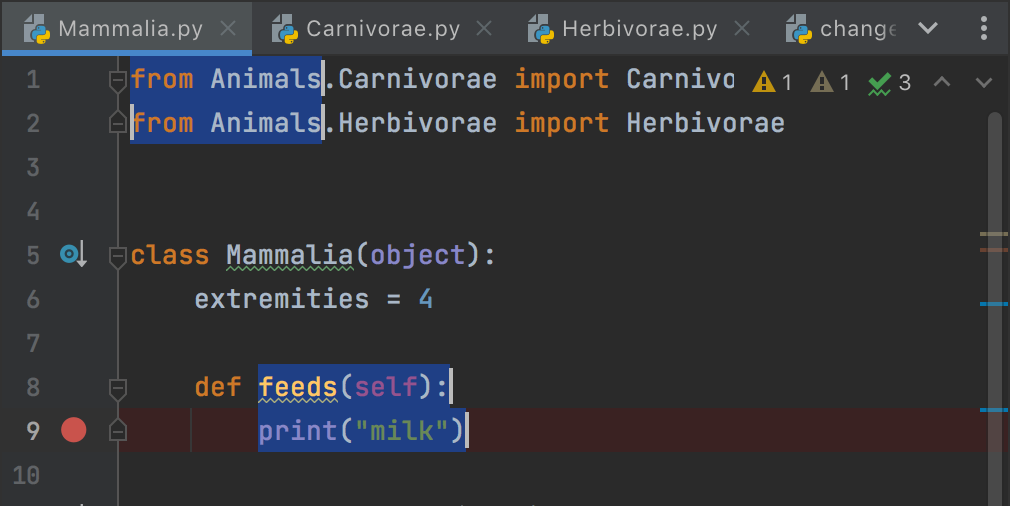 Mammalia.py Carnivorae.py Herbivorae.py change
1 from Animals.Carnivorae import Carnivo 1 1 3
2 from Animals.Herbivorae import Herbivorae
3
4
5 class Mammalia(object):
6 extremities = 4
7
8 def feeds(self):
9 print("milk")
10